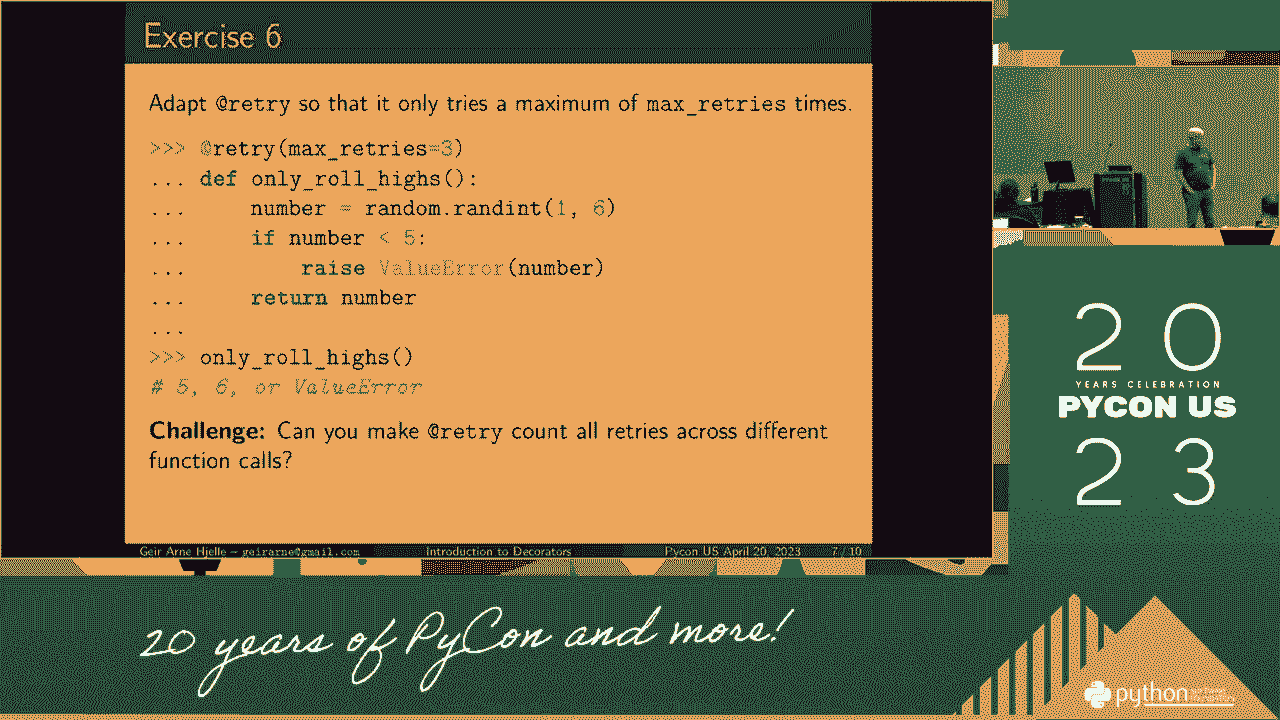 Exercise 6
Adapt @retry so that it only tries a maximum of max_retries times.
>>> @retry(max_retries=3)
... def only_roll_highs():
...     number = random.randint(1, 6)
...     if number < 5:
...         raise ValueError(number)
...     return number
...
>>> only_roll_highs()
# 5, 6, or ValueError
Challenge: Can you make @retry count all retries across different
function calls?
Geir Arne Hjelle – geirarne@gmail.com Introduction to Decorators Pycon US April 20, 2023 7 / 10
20
YEARS CELEBRATION
PYCON US
23
20 years of PyCon and more!
python